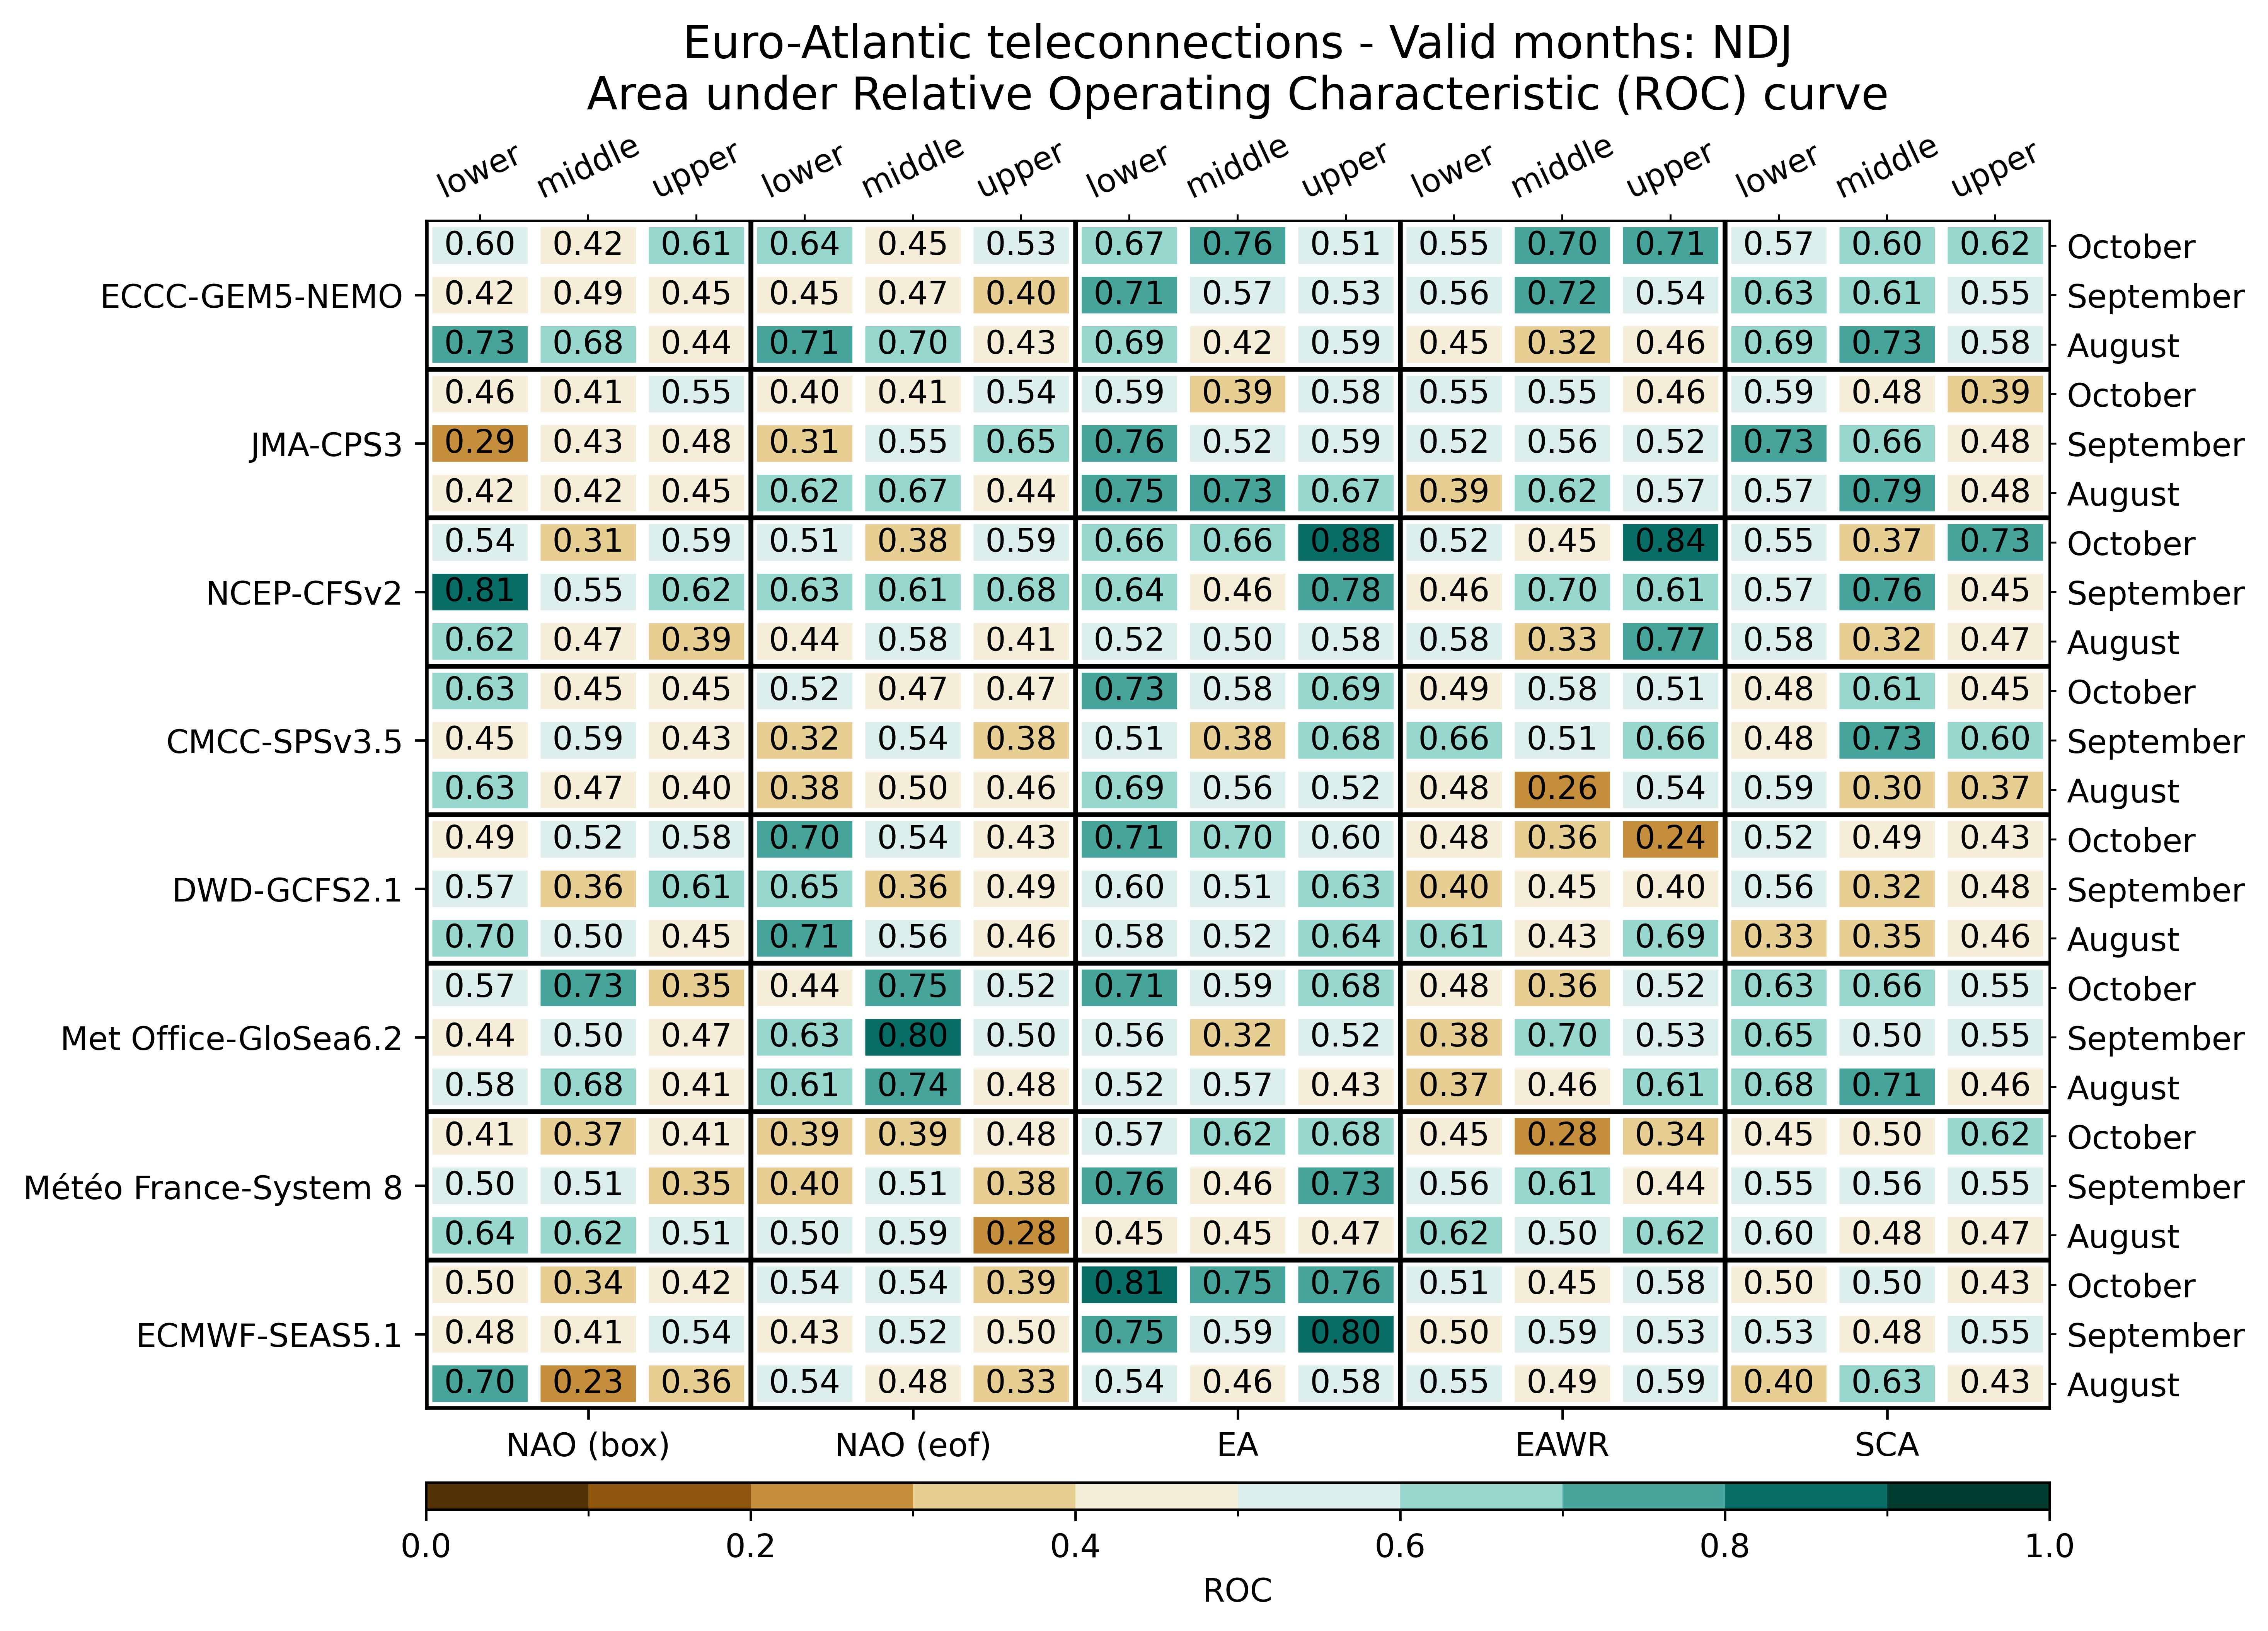 Euro-Atlantic teleconnections - Valid months: NDJ
Area under Relative Operating Characteristic (ROC) curve
lower middle upper lower middle upper lower middle upper lower middle upper lower middle upper
0.60 0.42 0.61 0.64 0.45 0.53 0.67 0.76 0.51 0.55 0.70 0.71 0.57 0.60 0.62 October
ECCC-GEM5-NEMO 0.42 0.49 0.45 0.45 0.47 0.40 0.71 0.57 0.53 0.56 0.72 0.54 0.63 0.61 0.55 September
0.73 0.68 0.44 0.71 0.70 0.43 0.69 0.42 0.59 0.45 0.32 0.46 0.69 0.73 0.58 August
0.46 0.41 0.55 0.40 0.41 0.54 0.59 0.39 0.58 0.55 0.55 0.46 0.59 0.48 0.39 October
JMA-CPS3 0.29 0.43 0.48 0.31 0.55 0.65 0.76 0.52 0.59 0.52 0.56 0.52 0.73 0.66 0.48 September
0.42 0.42 0.45 0.62 0.67 0.44 0.75 0.73 0.67 0.39 0.62 0.57 0.57 0.79 0.48 August
0.54 0.31 0.59 0.51 0.38 0.59 0.66 0.66 0.88 0.52 0.45 0.84 0.55 0.37 0.73 October
NCEP-CFSv2 0.81 0.55 0.62 0.63 0.61 0.68 0.64 0.46 0.78 0.46 0.70 0.61 0.57 0.76 0.45 September
0.62 0.47 0.39 0.44 0.58 0.41 0.52 0.50 0.58 0.58 0.33 0.77 0.58 0.32 0.47 August
0.63 0.45 0.45 0.52 0.47 0.47 0.73 0.58 0.69 0.49 0.58 0.51 0.48 0.61 0.45 October
CMCC-SPSv3.5 0.45 0.59 0.43 0.32 0.54 0.38 0.51 0.38 0.68 0.66 0.51 0.66 0.48 0.73 0.60 September
0.63 0.47 0.40 0.38 0.50 0.46 0.69 0.56 0.52 0.48 0.26 0.54 0.59 0.30 0.37 August
0.49 0.52 0.58 0.70 0.54 0.43 0.71 0.70 0.60 0.48 0.36 0.24 0.52 0.49 0.43 October
DWD-GCFS2.1 0.57 0.36 0.61 0.65 0.36 0.49 0.60 0.51 0.63 0.40 0.45 0.40 0.56 0.32 0.48 September
0.70 0.50 0.45 0.71 0.56 0.46 0.58 0.52 0.64 0.61 0.43 0.69 0.33 0.35 0.46 August
0.57 0.73 0.35 0.44 0.75 0.52 0.71 0.59 0.68 0.48 0.36 0.52 0.63 0.66 0.55 October
Met Office-GloSea6.2 0.44 0.50 0.47 0.63 0.80 0.50 0.56 0.32 0.52 0.38 0.70 0.53 0.65 0.50 0.55 September
0.58 0.68 0.41 0.61 0.74 0.48 0.52 0.57 0.43 0.37 0.46 0.61 0.68 0.71 0.46 August
0.41 0.37 0.41 0.39 0.39 0.48 0.57 0.62 0.68 0.45 0.28 0.34 0.45 0.50 0.62 October
Météo France-System 8 0.50 0.51 0.35 0.40 0.51 0.38 0.76 0.46 0.73 0.56 0.61 0.44 0.55 0.56 0.55 September
0.64 0.62 0.51 0.50 0.59 0.28 0.45 0.45 0.47 0.62 0.50 0.62 0.60 0.48 0.47 August
0.50 0.34 0.42 0.54 0.54 0.39 0.81 0.75 0.76 0.51 0.45 0.58 0.50 0.50 0.43 October
ECMWF-SEAS5.1 0.48 0.41 0.54 0.43 0.52 0.50 0.75 0.59 0.80 0.50 0.59 0.53 0.53 0.48 0.55 September
0.70 0.23 0.36 0.54 0.48 0.33 0.54 0.46 0.58 0.55 0.49 0.59 0.40 0.63 0.43 August
NAO (box) NAO (eof) EA EAWR SCA
0.0 0.2 0.4 0.6 0.8 1.0
ROC